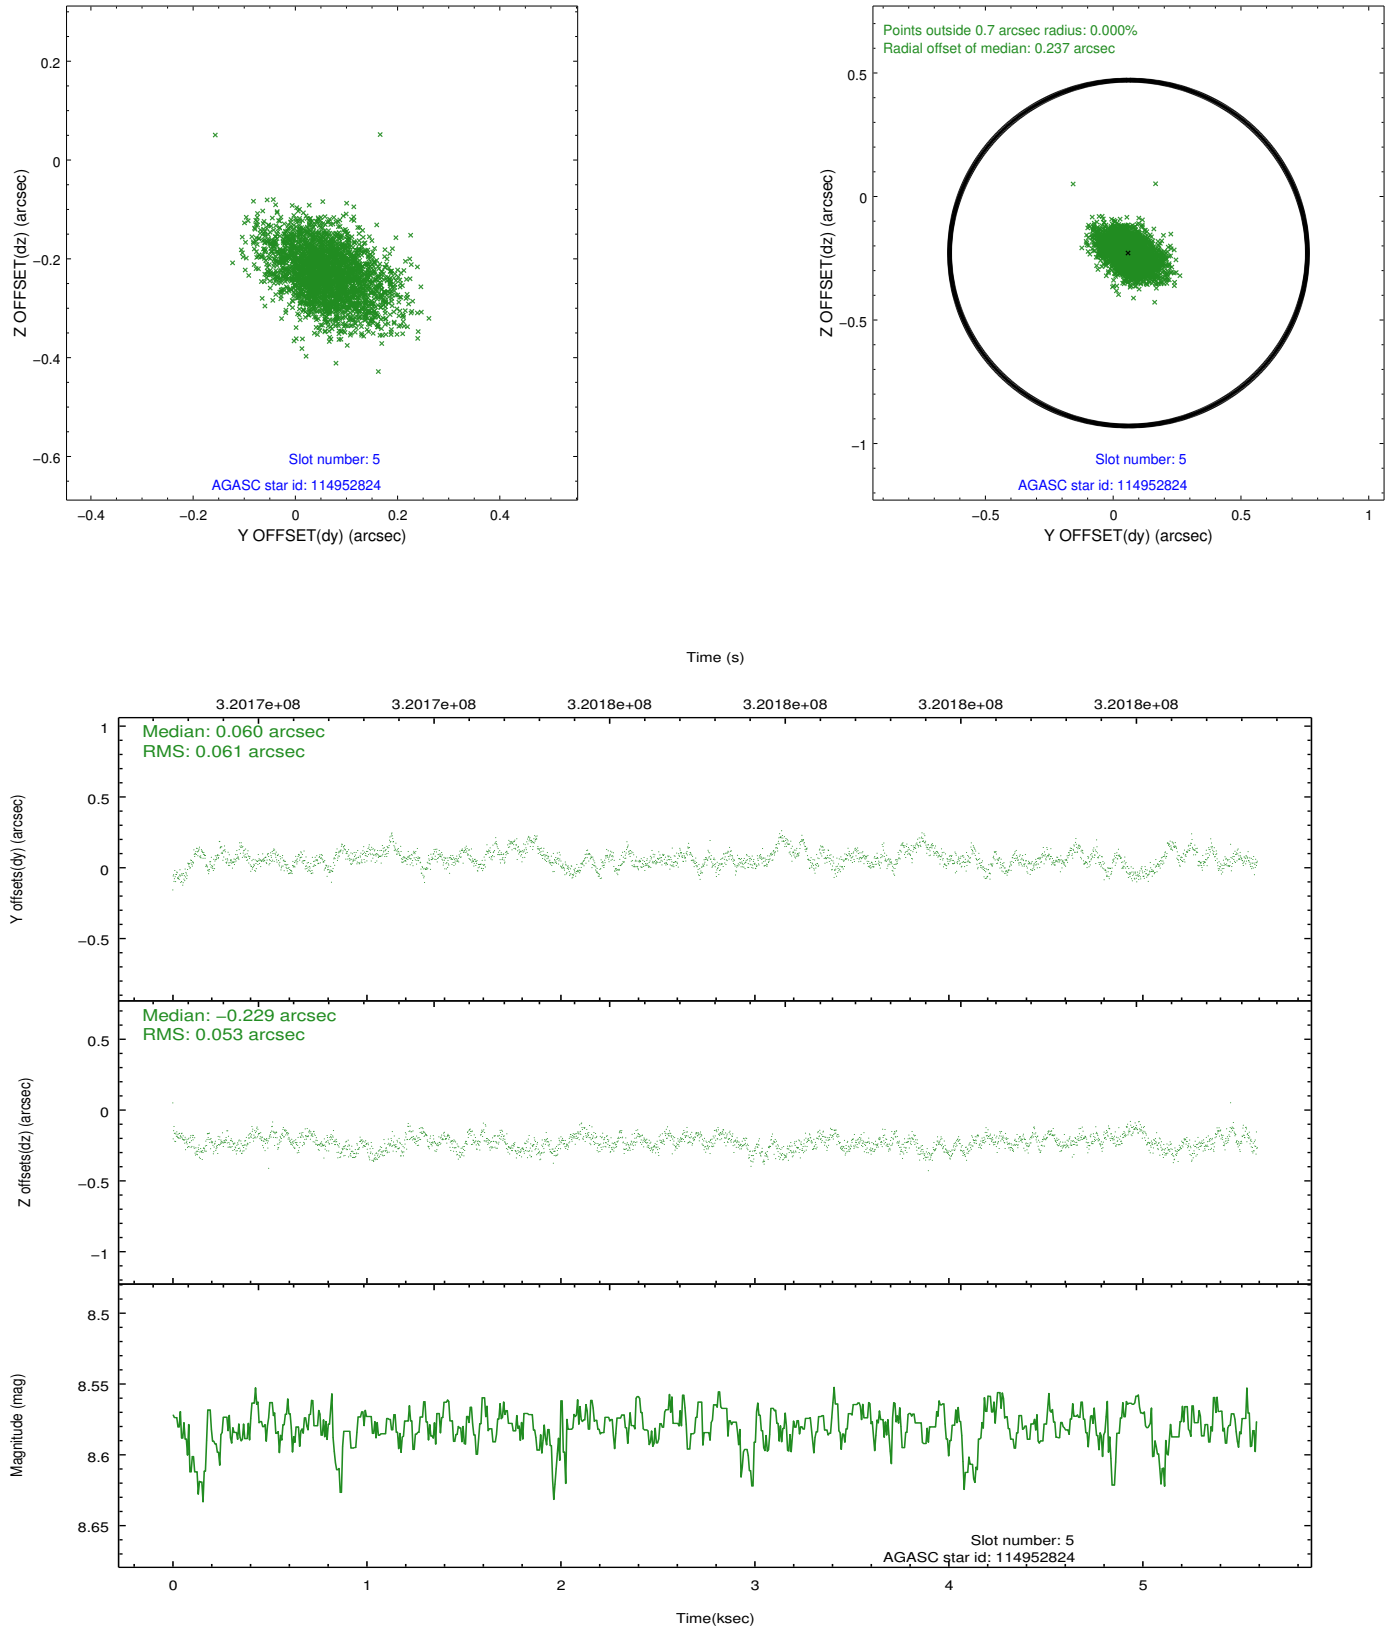 0.2
0
−0.2
−0.4
−0.6
Z OFFSET(dz) (arcsec)
Slot number: 5
AGASC star id: 114952824
−0.4
−0.2
0
0.2
0.4
Y OFFSET(dy) (arcsec)
Points outside 0.7 arcsec radius: 0.000%
Radial offset of median: 0.237 arcsec
0.5
0
−0.5
−1
Z OFFSET(dz) (arcsec)
Slot number: 5
AGASC star id: 114952824
−0.5
0
0.5
1
Y OFFSET(dy) (arcsec)
Time (s)
3.2017e+08
3.2017e+08
3.2018e+08
3.2018e+08
3.2018e+08
3.2018e+08
Median: 0.060 arcsec
RMS: 0.061 arcsec
1
0.5
0
−0.5
Y offsets(dy) (arcsec)
Median: −0.229 arcsec
RMS: 0.053 arcsec
0.5
0
−0.5
−1
Z offsets(dz) (arcsec)
8.5
8.55
8.6
8.65
Magnitude (mag)
Slot number: 5
AGASC star id: 114952824
0
1
2
3
4
5
Time(ksec)